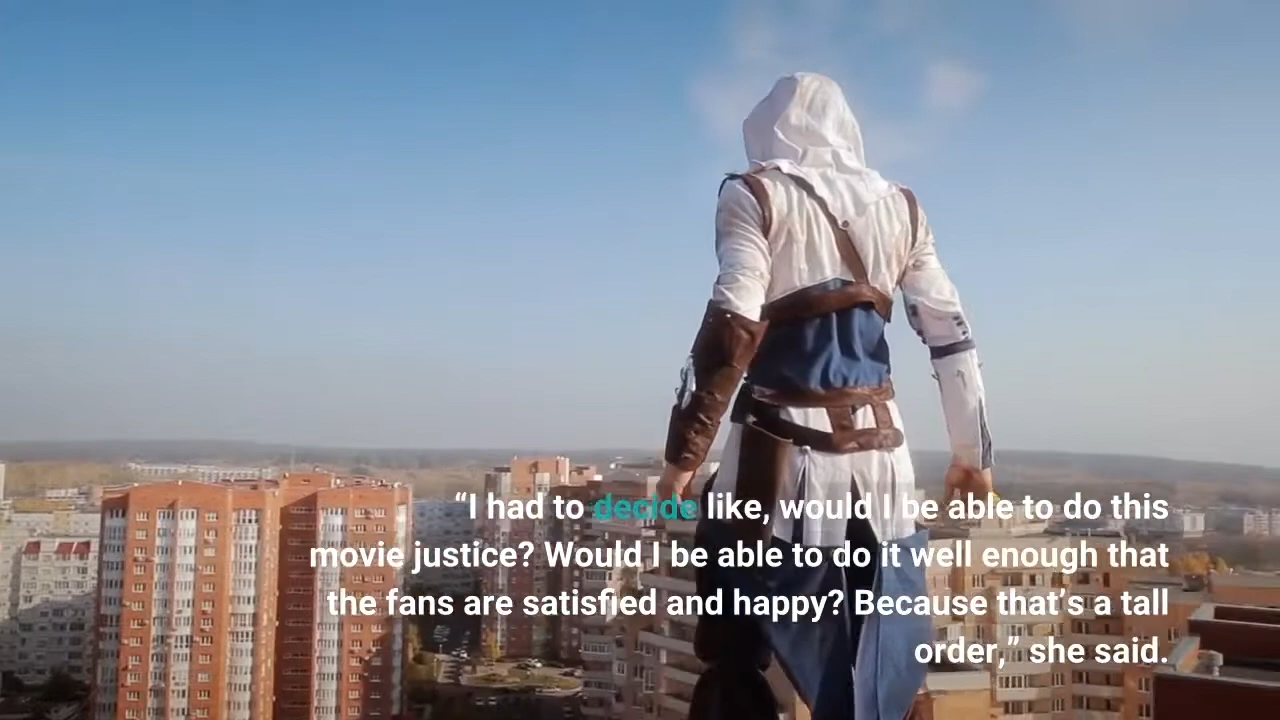 “I had to decide like, would I be able to do this
movie justice? Would I be able to do it well enough that
the fans are satisfied and happy? Because that’s a tall
order,” she said.